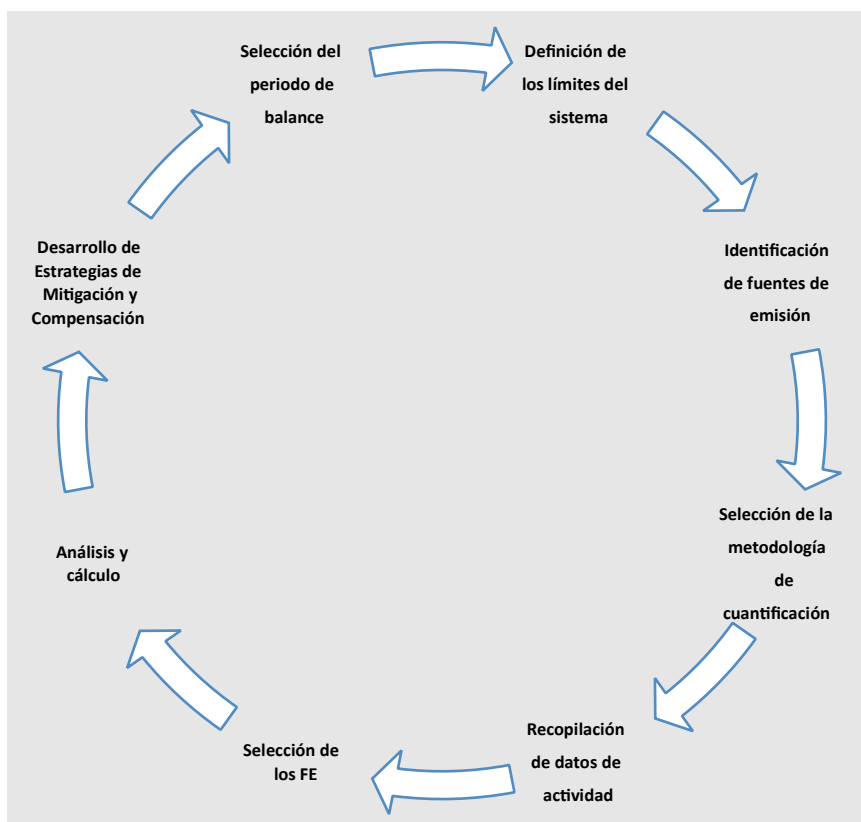 Selección del
periodo de
balance
Definición de
los límites del
sistema
Identificación
de fuentes de
emisión
Selección de la
metodología
de
cuantificación
Recopilación
de datos de
actividad
Selección de
los FE
Análisis y
cálculo
Desarrollo de
Estrategias de
Mitigación y
Compensación